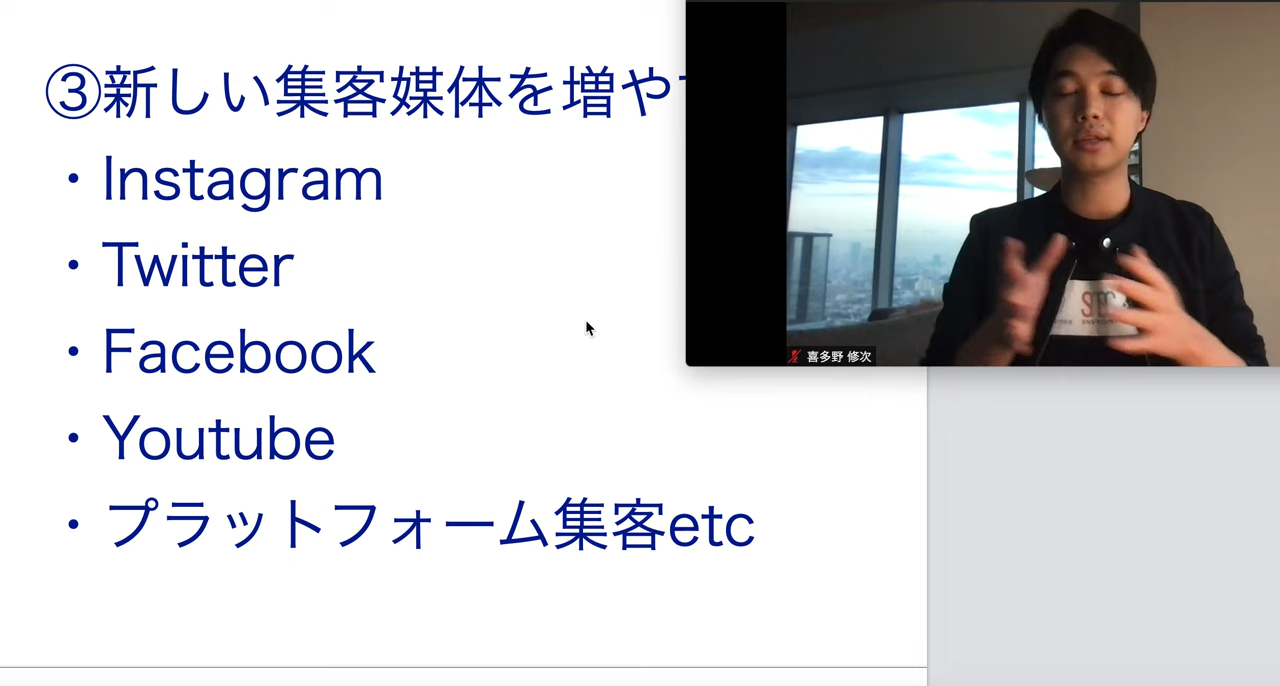 ③新しい集客媒体を増や
・Instagram
・Twitter
・Facebook
・Youtube
・プラットフォーム集客etc
喜多野 修次